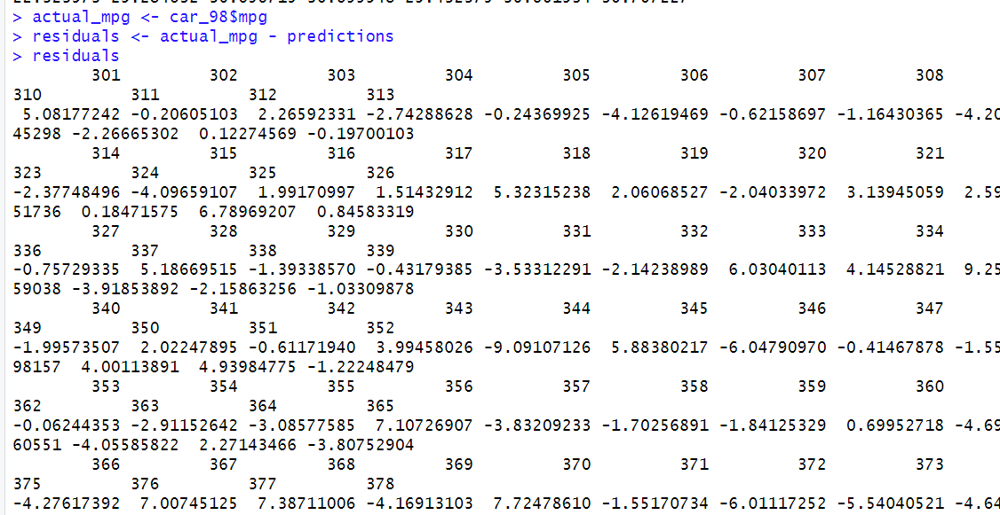 > actual_mpg <- car_98$mpg
> residuals <- actual_mpg - predictions
> residuals
301 302 303 304 305 306 307 308
310 311 312 313
5.08177242 -0.20605103 2.26592331 -2.74288628 -0.24369925 -4.12619469 -0.62158697 -1.16430365 -4.20
45298 -2.26665302 0.12274569 -0.19700103
314 315 316 317 318 319 320 321
323 324 325 326
-2.37748496 -4.09659107 1.99170997 1.51432912 5.32315238 2.06068527 -2.04033972 3.13945059 2.59
51736 0.18471575 6.78969207 0.84583319
327 328 329 330 331 332 333 334
336 337 338 339
-0.75729335 5.18669515 -1.39338570 -0.43179385 -3.53312291 -2.14238989 6.03040113 4.14528821 9.25
59038 -3.91853892 -2.15863256 -1.03309878
340 341 342 343 344 345 346 347
349 350 351 352
-1.99573507 2.02247895 -0.61171940 3.99458026 -9.09107126 5.88380217 -6.04790970 -0.41467878 -1.55
98157 4.00113891 4.93984775 -1.22248479
353 354 355 356 357 358 359 360
362 363 364 365
-0.06244353 -2.91152642 -3.08577585 7.10726907 -3.83209233 -1.70256891 -1.84125329 0.69952718 -4.69
60551 -4.05585822 2.27143466 -3.80752904
366 367 368 369 370 371 372 373
375 376 377 378
-4.27617392 7.00745125 7.38711006 -4.16913103 7.72478610 -1.55170734 -6.01117252 -5.54040521 -4.64